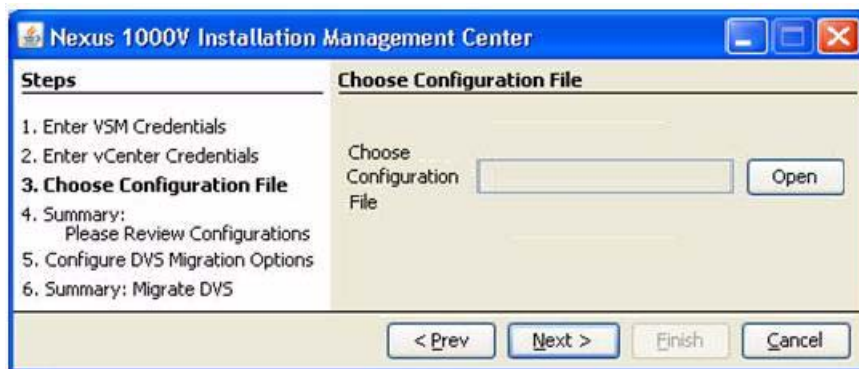 Nexus 1000V Installation Management Center
Steps
1. Enter VSM Credentials
2. Enter vCenter Credentials
3. Choose Configuration File
4. Summary:
Please Review Configurations
5. Configure DVS Migration Options
6. Summary: Migrate DVS
Choose Configuration File
Choose
Configuration
File
Open
< Prev
Next >
Finish
Cancel